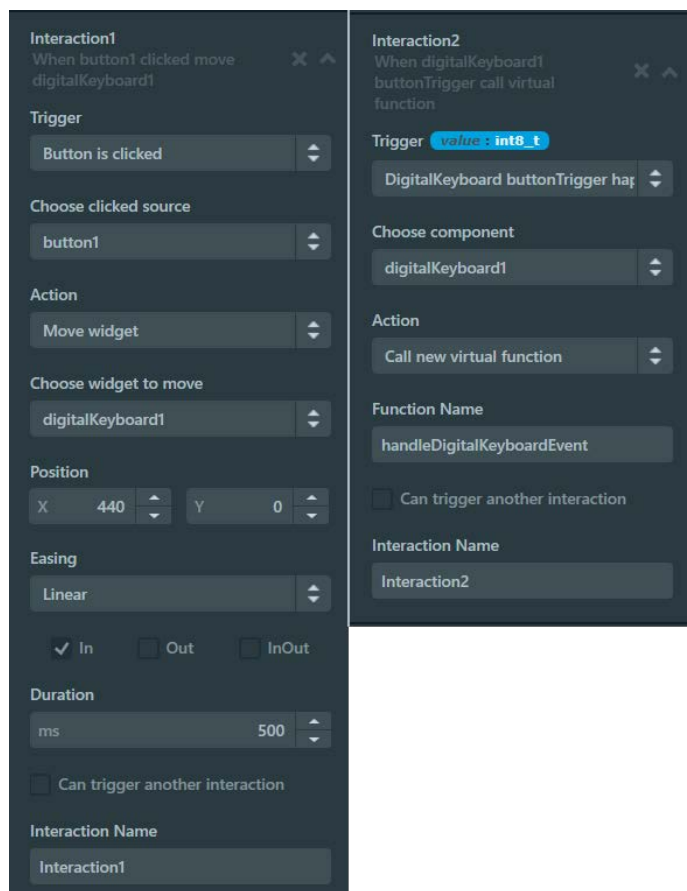 Interaction1
When button1 clicked move
digitalKeyboard1
Trigger
Button is clicked
Choose clicked source
button1
Action
Move widget
Choose widget to move
digitalKeyboard1
Position
X 440 Y 0
Easing
Linear
In Out InOut
Duration
ms 500
Can trigger another interaction
Interaction Name
Interaction1
Interaction2
When digitalKeyboard1
buttonTrigger call virtual
function
Trigger value : int8_t
DigitalKeyboard buttonTrigger hap
Choose component
digitalKeyboard1
Action
Call new virtual function
Function Name
handleDigitalKeyboardEvent
Can trigger another interaction
Interaction Name
Interaction2